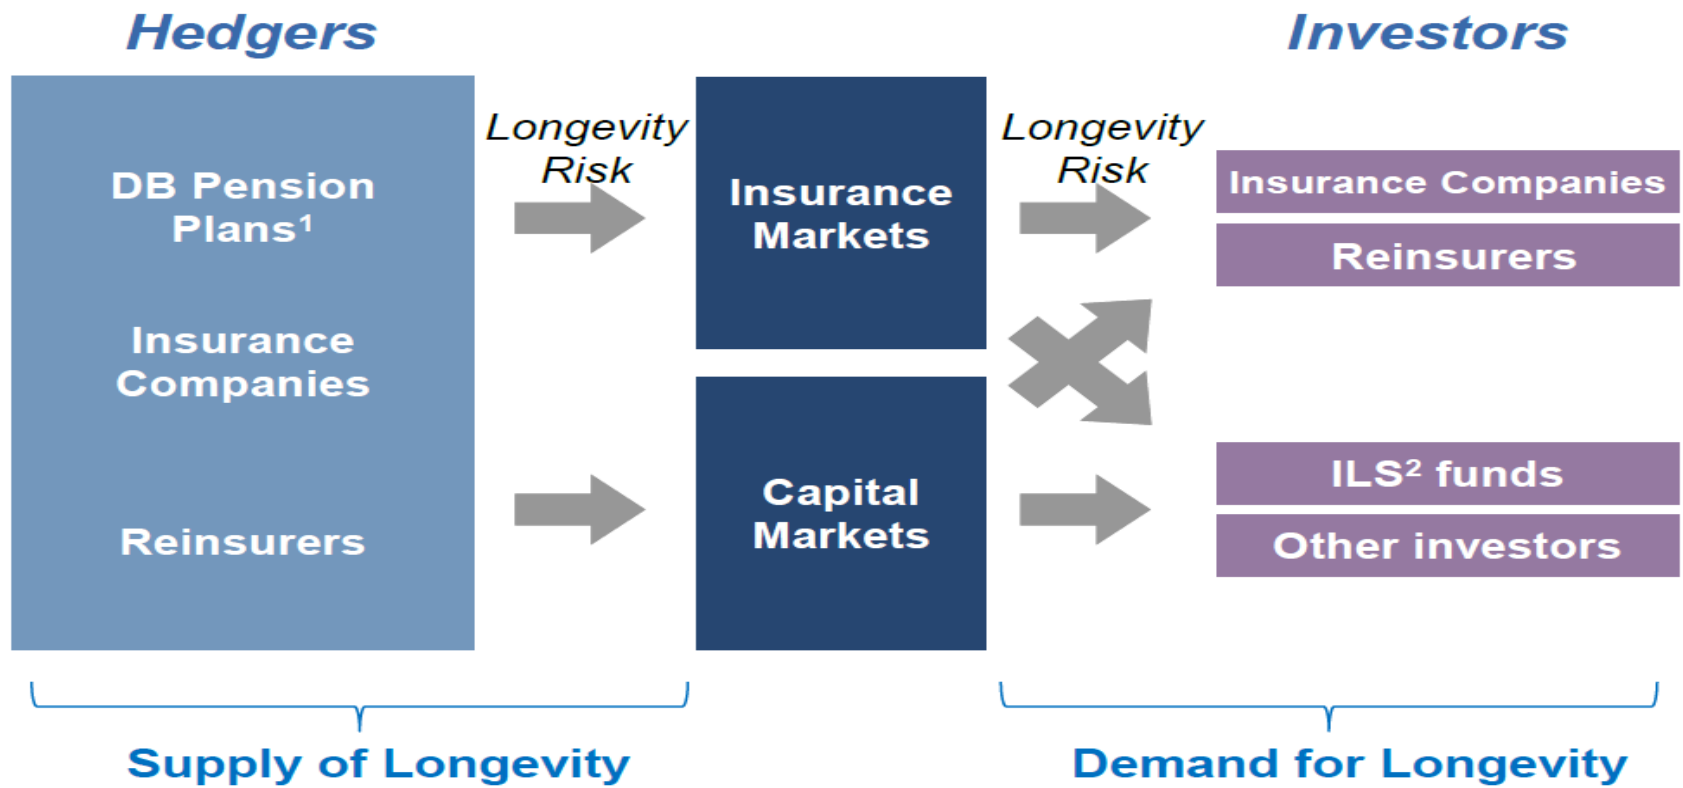 Hedgers
Investors
DB Pension
Plans¹
Insurance
Companies
Reinsurers
Longevity
Risk
Insurance
Markets
Capital
Markets
Longevity
Risk
Insurance Companies
Reinsurers
ILS² funds
Other investors
Supply of Longevity
Demand for Longevity